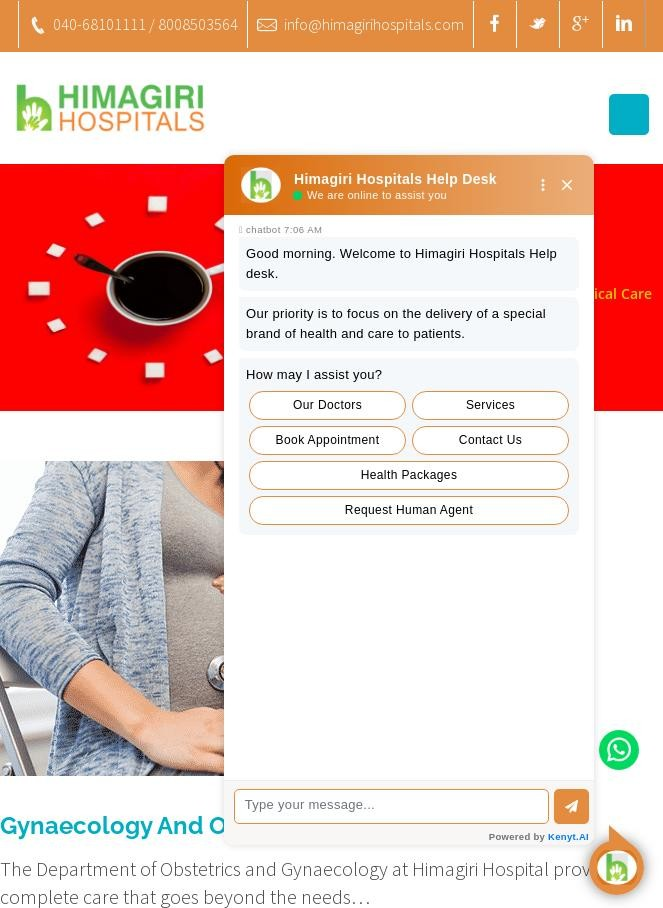 040-68101111 / 8008503564
info@himagirihospitals.com
HIMAGIRI
HOSPITALS
Himagiri Hospitals Help Desk
We are online to assist you
chatbot 7:06 AM
Good morning. Welcome to Himagiri Hospitals Help
desk.
Our priority is to focus on the delivery of a special
brand of health and care to patients.
ical Care
How may I assist you?
Our Doctors
Services
Book Appointment
Contact Us
Health Packages
Request Human Agent
Type your message...
Powered by Kenyt.AI
Gynaecology And O
The Department of Obstetrics and Gynaecology at Himagiri Hospital prov
complete care that goes beyond the needs…